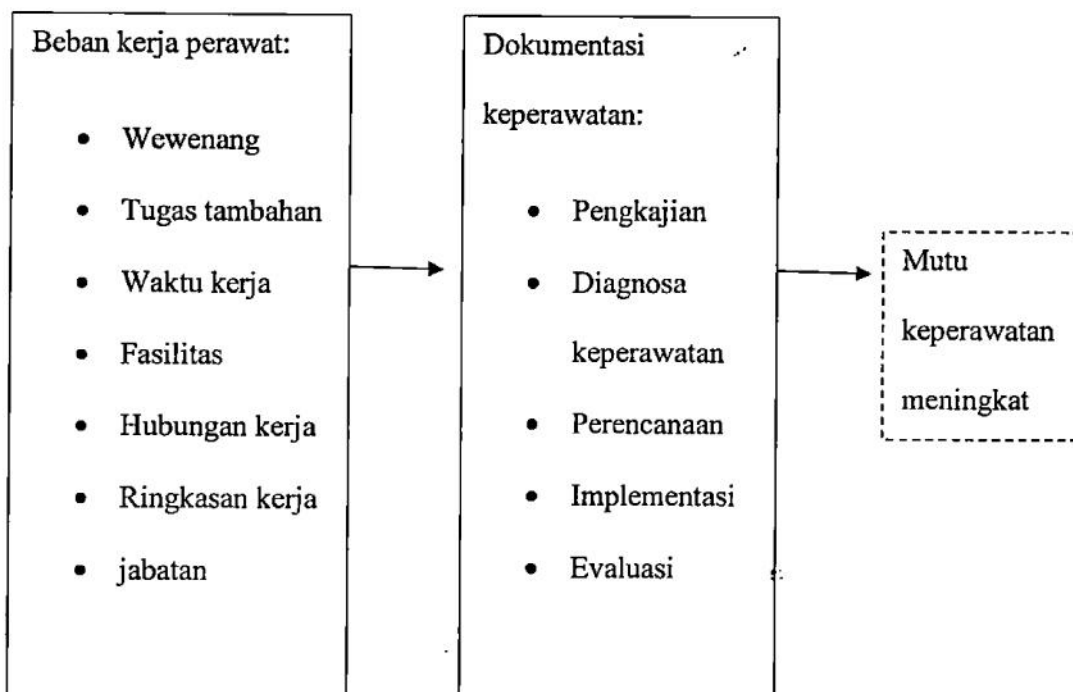 Beban kerja perawat:
• Wewenang
• Tugas tambahan
• Waktu kerja
• Fasilitas
• Hubungan kerja
• Ringkasan kerja
• jabatan
Dokumentasi
keperawatan:
• Pengkajian
• Diagnosa
keperawatan
• Perencanaan
• Implementasi
• Evaluasi
Mutu
keperawatan
meningkat